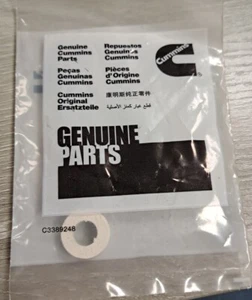 Genuine
Cummins
Parts
Repuestos
Genuinos
Cummins
Peças
Genuinas
Cummins
Pièces
d'Origine
Cummins
Cummins
Original
Ersatzteile
康明斯纯正零件
قطع غيار كمنز الأصلية
Cummins
GENUINE
PARTS
C3389248